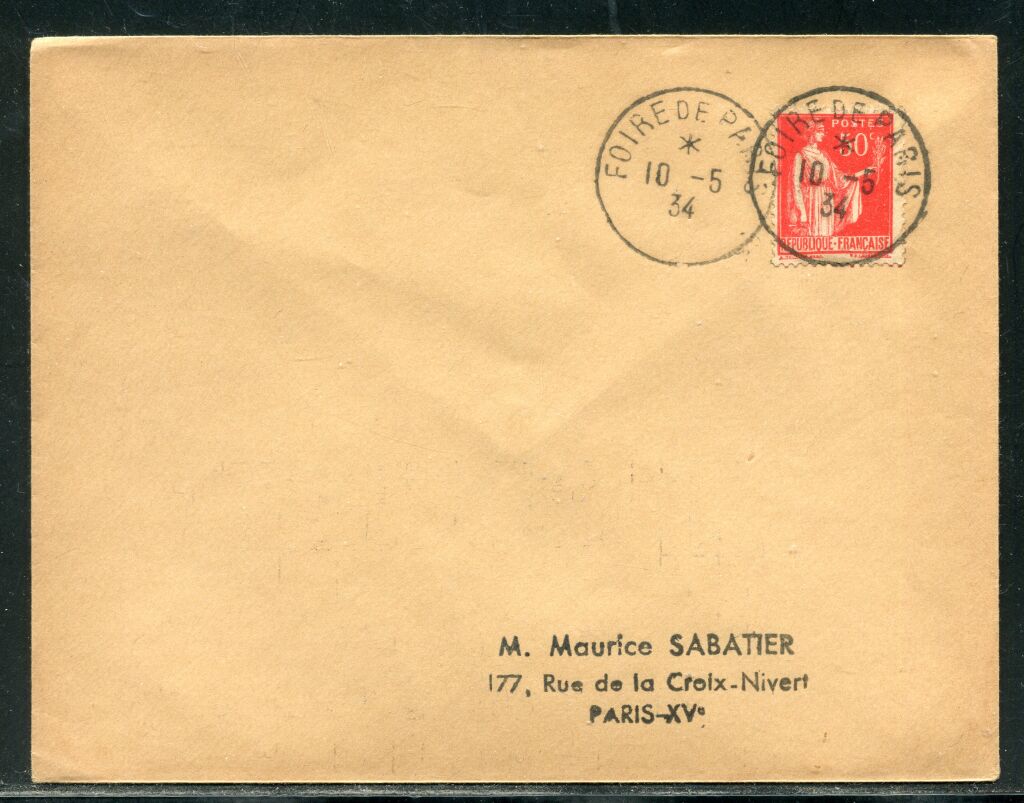 FOIRE DE PARIS
*
10 -5
34
FOIRE DE PARIS
*
10 -5
34
POSTES
50c
REPUBLIQUE-FRANÇAISE
M. Maurice SABATIER
177, Rue de la Croix-Nivert
PARIS-XVe